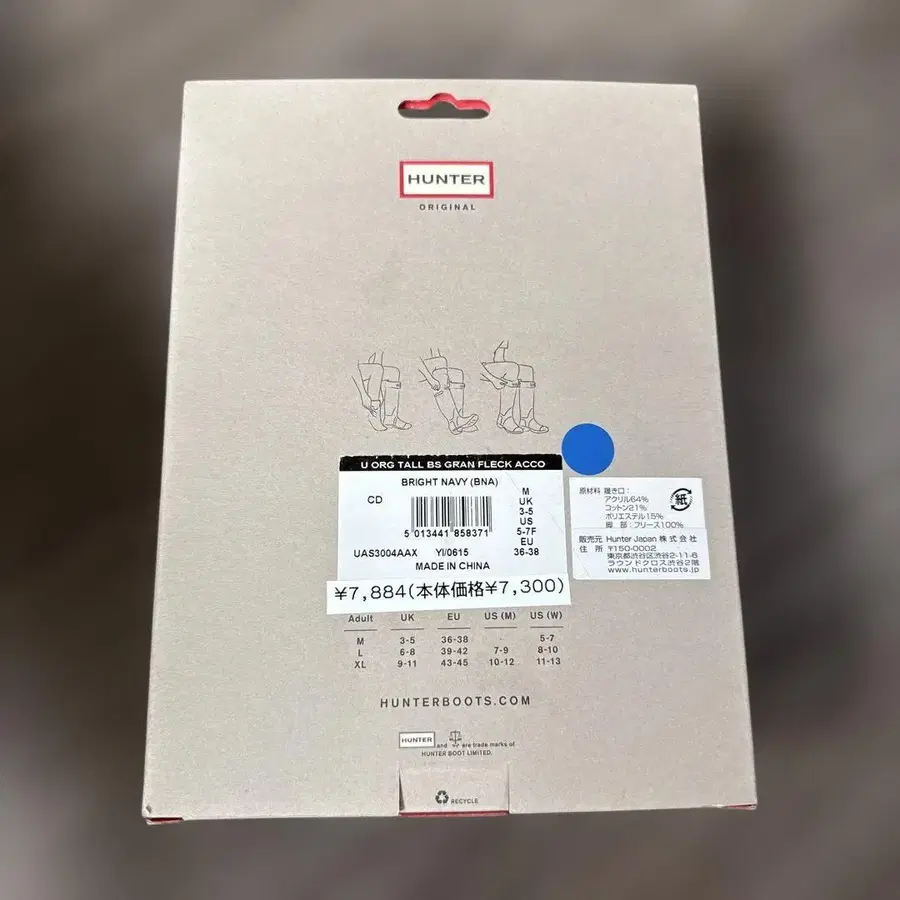 HUNTER
ORIGINAL
U ORG TALL BS GRAN FLECK ACCO
BRIGHT NAVY (BNA)
CD
M
UK
3-5
US
5-7F
EU
36-38
5 013441 858371
UAS3004AAX YI/0615
MADE IN CHINA
¥7,884(本体価格¥7,300)
原材料 履き口:
アクリル64%
コットン21%
ポリエステル15%
脚 部:フリース100%
紙
販売元 Hunter Japan 株式会社
住 所 〒150-0002
東京都渋谷区渋谷2-11-6
ラウンドクロス渋谷2階
www.hunterboots.jp
Adult UK EU US (M) US (W)
M 3-5 36-38 - 5-7
L 6-8 39-42 7-9 8-10
XL 9-11 43-45 10-12 11-13
HUNTERBOOTS.COM
HUNTER and are trade marks of
HUNTER BOOT LIMITED.
RECYCLE